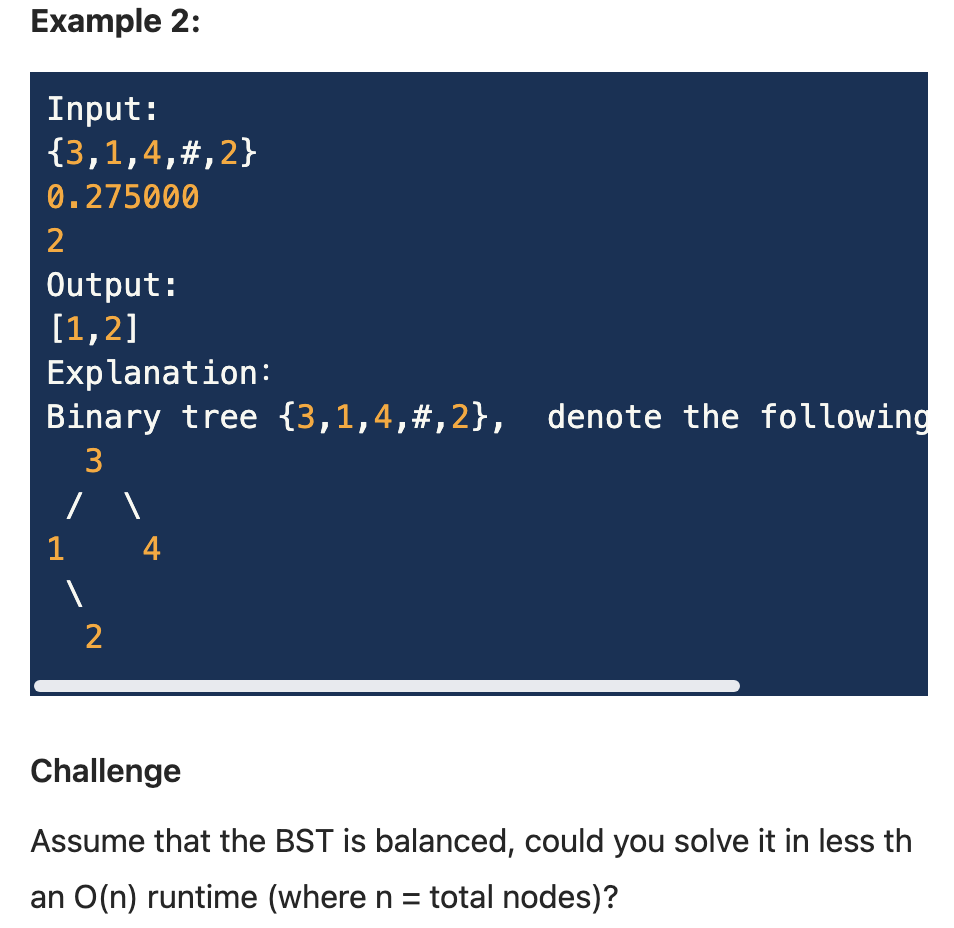 Example 2:
Input:
{3,1,4,#,2}
0.275000
2
Output:
[1,2]
Explanation：
Binary tree {3,1,4,#,2},  denote the following
  3
 /  \
1    4
 \
  2
Challenge
Assume that the BST is balanced, could you solve it in less th
an O(n) runtime (where n = total nodes)?